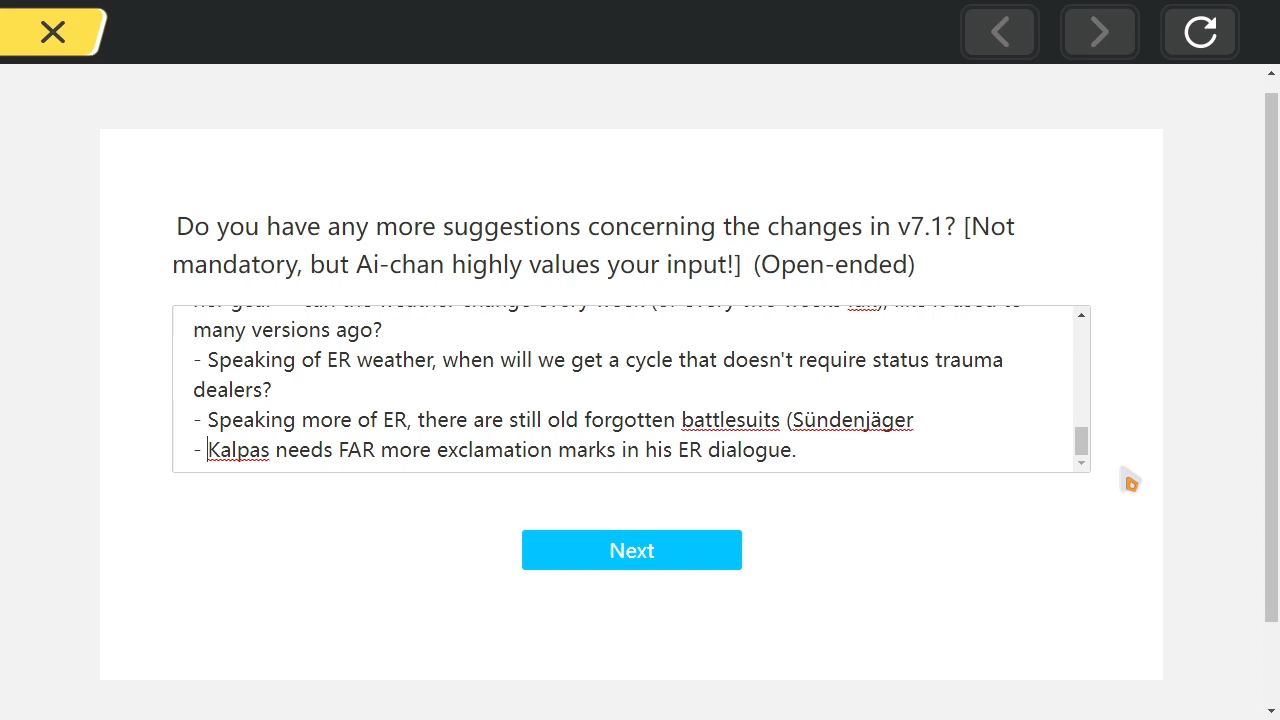 Do you have any more suggestions concerning the changes in v7.1? [Not
mandatory, but Ai-chan highly values your input!] (Open-ended)
many versions ago?
- Speaking of ER weather, when will we get a cycle that doesn't require status trauma
dealers?
- Speaking more of ER, there are still old forgotten battlesuits (Sündenjäger
- Kalpas needs FAR more exclamation marks in his ER dialogue.
Next